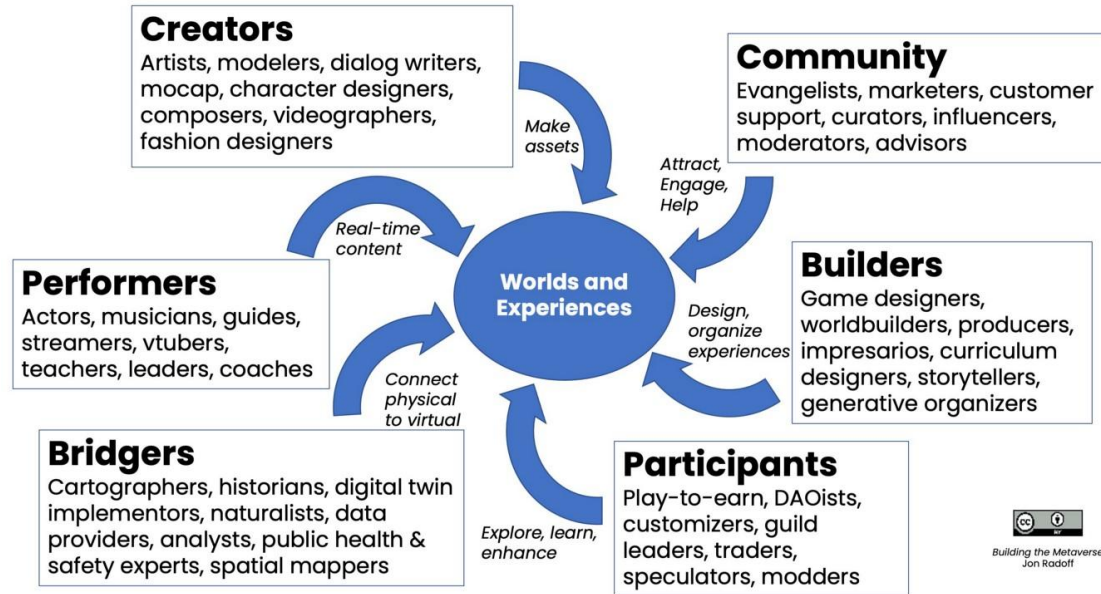 Creators
Artists, modelers, dialog writers,
mocap, character designers,
composers, videographers,
fashion designers
Make
assets
Community
Evangelists, marketers, customer
support, curators, influencers,
moderators, advisors
Attract,
Engage,
Help
Real-time
content
Performers
Actors, musicians, guides,
streamers, vtubers,
teachers, leaders, coaches
Worlds and
Experiences
Builders
Game designers,
worldbuilders, producers,
impresarios, curriculum
designers, storytellers,
generative organizers
Design,
organize
experiences
Connect
physical
to virtual
Bridgers
Cartographers, historians, digital twin
implementors, naturalists, data
providers, analysts, public health &
safety experts, spatial mappers
Explore, learn,
enhance
Participants
Play-to-earn, DAOists,
customizers, guild
leaders, traders,
speculators, modders
cc
BY
Building the Metaverse
Jon Radoff